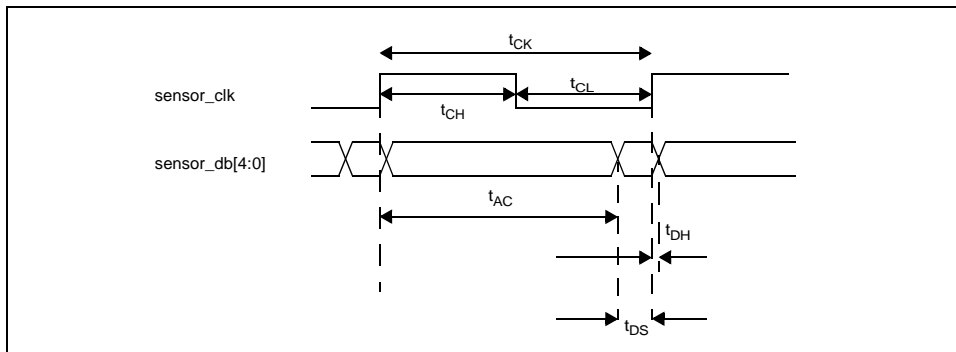 tCK
sensor_clk
tCL
tCH
sensor_db[4:0]
tAC
tDH
tDS